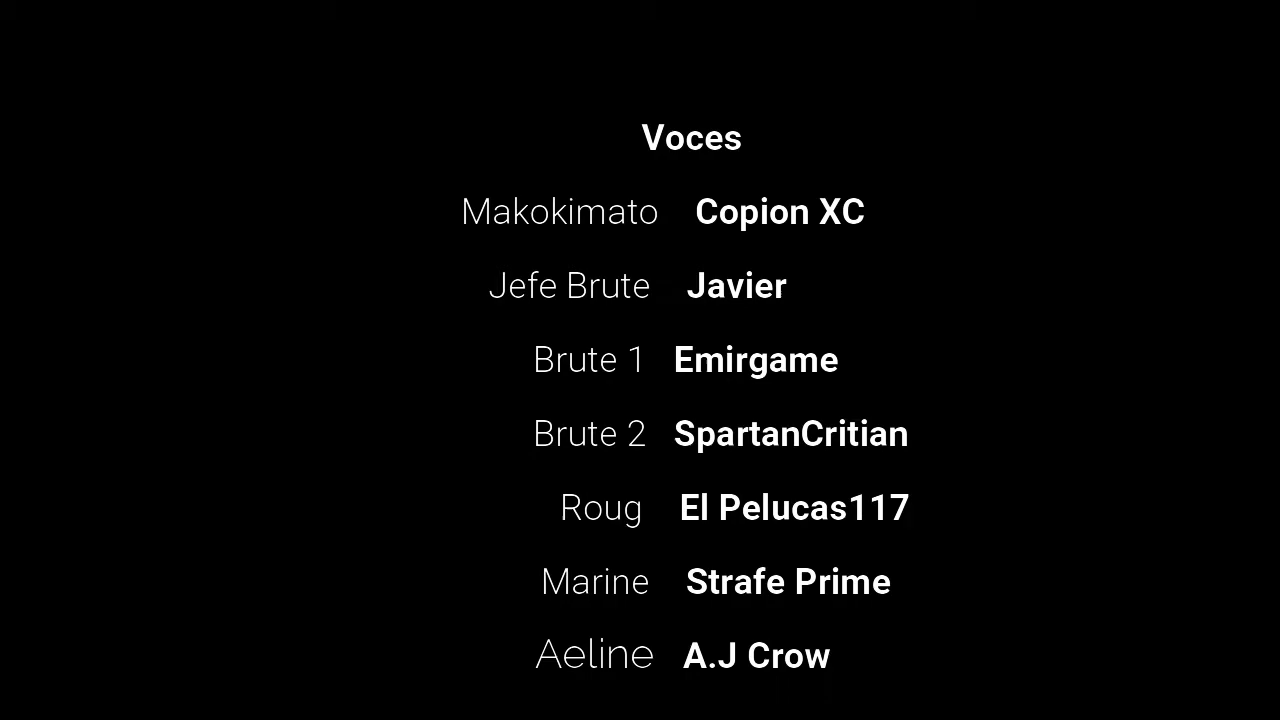 Voces
Makokimato Copion XC
Jefe Brute Javier
Brute 1 Emirgame
Brute 2 SpartanCritian
Roug El Pelucas117
Marine Strafe Prime
Aeline A.J Crow